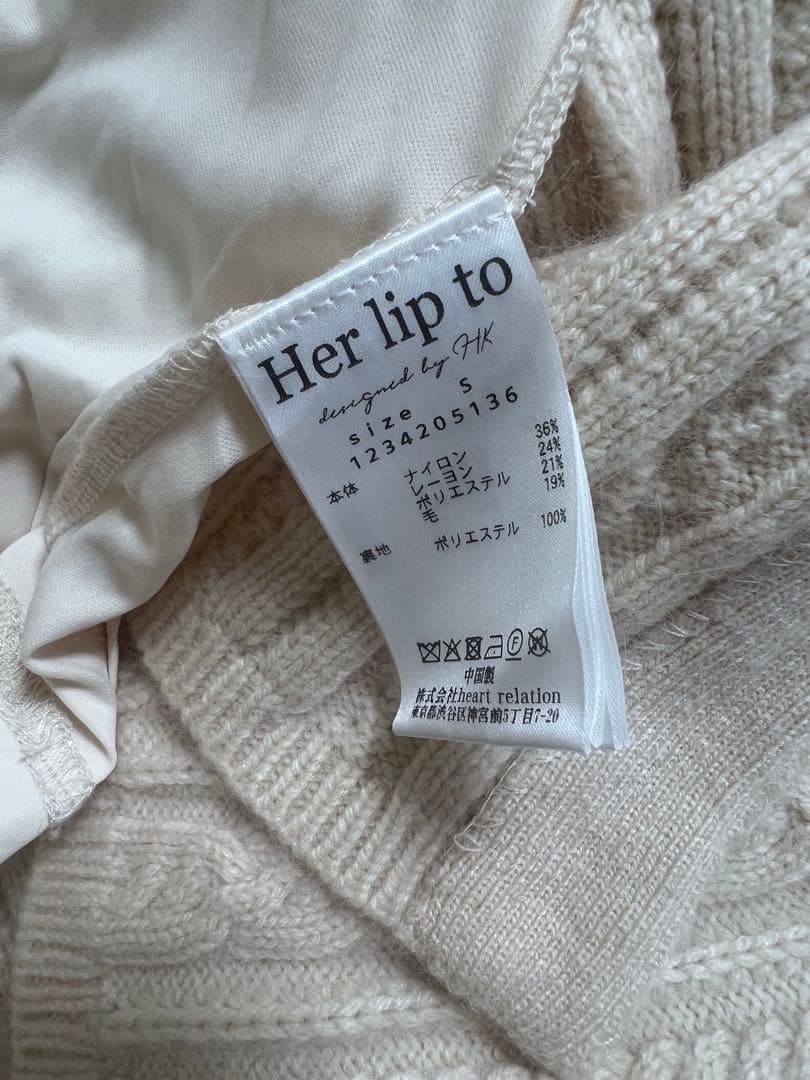 Her lip to
designed by HK
size S
1234205136
本体 ナイロン 36%
レーヨン 24%
ポリエステル 21%
毛 19%
裏地 ポリエステル 100%
F W
中国製
株式会社heart relation
東京都渋谷区神宮前5丁目7-20